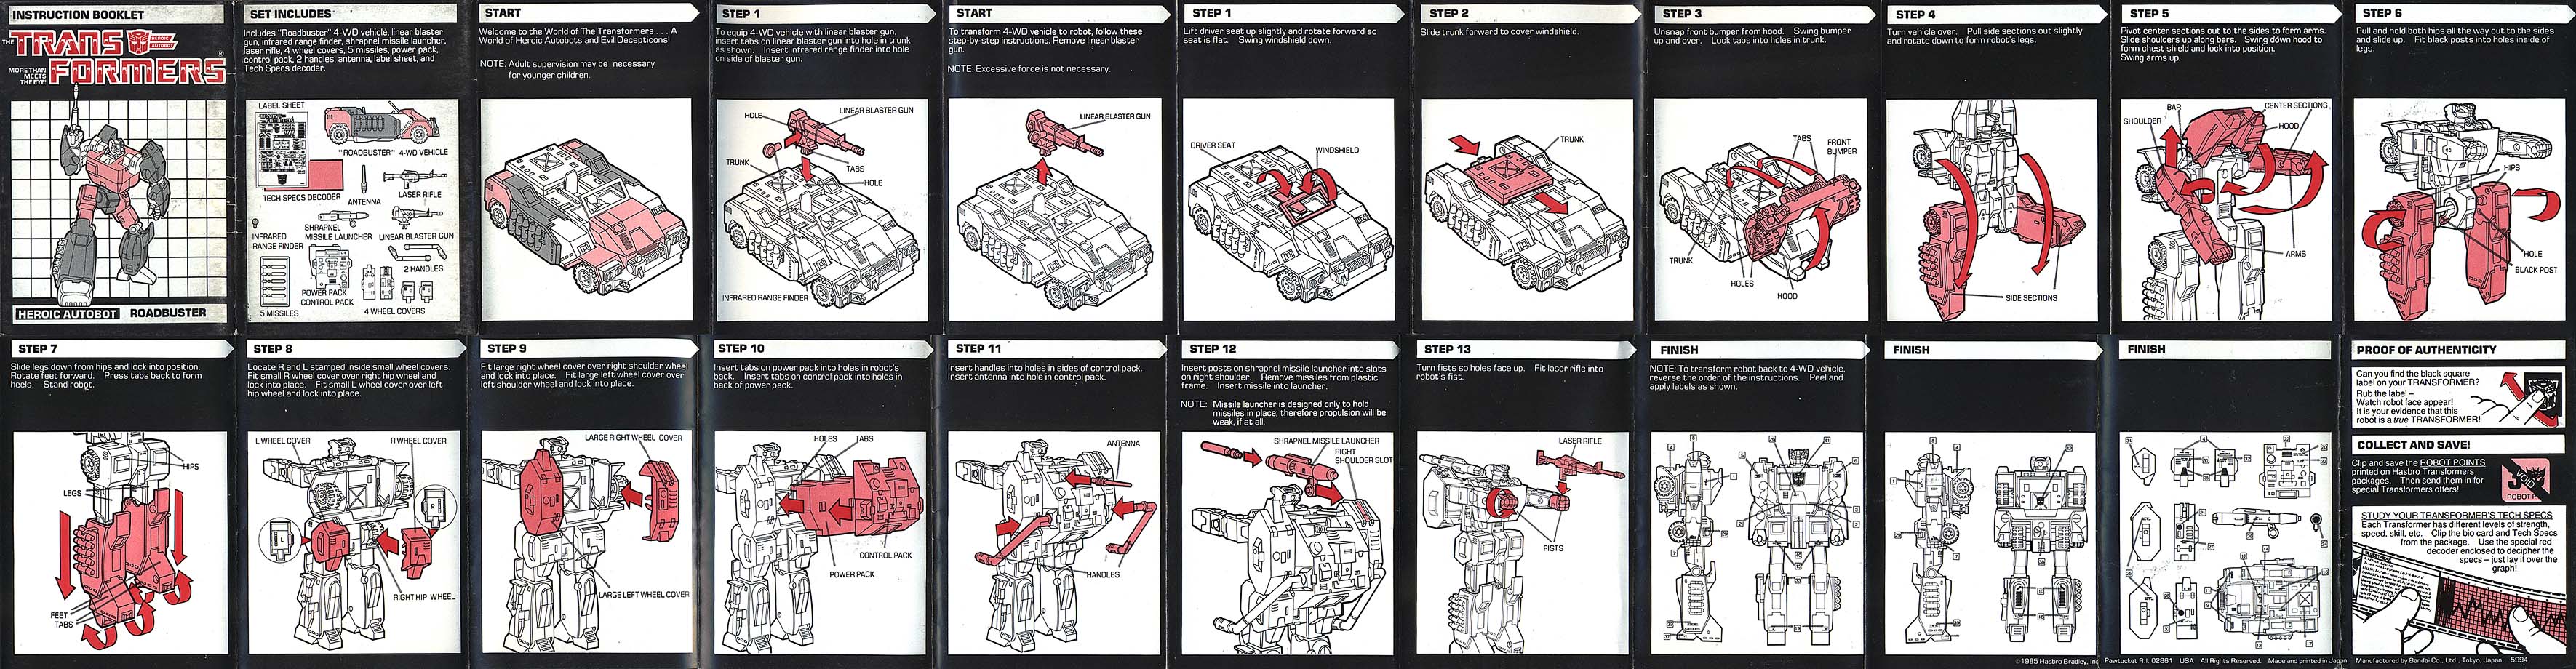 INSTRUCTION BOOKLET
THE TRANSFORMERS
HEROIC AUTOBOT
®
MORE THAN
MEETS
THE EYE!
HEROIC AUTOBOT ROADBUSTER
SET INCLUDES
Includes "Roadbuster" 4-WD vehicle, linear blaster
gun, infrared range finder, shrapnel missile launcher,
laser rifle, 4 wheel covers, 5 missiles, power pack,
control pack, 2 handles, antenna, label sheet, and
Tech Specs decoder.
LABEL SHEET
"ROADBUSTER" 4-WD VEHICLE
TECH SPECS DECODER
ANTENNA
LASER RIFLE
INFRARED
RANGE FINDER
SHRAPNEL
MISSILE LAUNCHER
LINEAR BLASTER GUN
2 HANDLES
POWER PACK
CONTROL PACK
5 MISSILES
4 WHEEL COVERS
START
Welcome to the World of The Transformers . . . A
World of Heroic Autobots and Evil Decepticons!
NOTE: Adult supervision may be necessary
for younger children.
STEP 1
To equip 4-WD vehicle with linear blaster gun,
insert tabs on linear blaster gun into hole in trunk
as shown. Insert infrared range finder into hole
on side of blaster gun.
HOLE
LINEAR BLASTER GUN
TRUNK
TABS
HOLE
INFRARED RANGE FINDER
START
To transform 4-WD vehicle to robot, follow these
step-by-step instructions. Remove linear blaster
gun.
NOTE: Excessive force is not necessary.
LINEAR BLASTER GUN
STEP 1
Lift driver seat up slightly and rotate forward so
seat is flat. Swing windshield down.
DRIVER SEAT
WINDSHIELD
STEP 2
Slide trunk forward to cover windshield.
TRUNK
STEP 3
Unsnap front bumper from hood. Swing bumper
up and over. Lock tabs into holes in trunk.
TABS
FRONT
BUMPER
TRUNK
HOLES
HOOD
STEP 4
Turn vehicle over. Pull side sections out slightly
and rotate down to form robot's legs.
SIDE SECTIONS
STEP 5
Pivot center sections out to the sides to form arms.
Slide shoulders up along bars. Swing down hood to
form chest shield and lock into position.
Swing arms up.
BAR
CENTER SECTIONS
SHOULDER
HOOD
ARMS
STEP 6
Pull and hold both hips all the way out to the sides
and slide up. Fit black posts into holes inside of
legs.
HIPS
HOLE
BLACK POST
STEP 7
Slide legs down from hips and lock into position.
Rotate feet forward. Press tabs back to form
heels. Stand robot.
HIPS
LEGS
FEET
TABS
STEP 8
Locate R and L stamped inside small wheel covers.
Fit small R wheel cover over right hip wheel and
lock into place. Fit small L wheel cover over left
hip wheel and lock into place.
L WHEEL COVER
R WHEEL COVER
L
R
RIGHT HIP WHEEL
STEP 9
Fit large right wheel cover over right shoulder wheel
and lock into place. Fit large left wheel cover over
left shoulder wheel and lock into place.
LARGE RIGHT WHEEL COVER
LARGE LEFT WHEEL COVER
STEP 10
Insert tabs on power pack into holes in robot's
back. Insert tabs on control pack into holes in
back of power pack.
HOLES
TABS
CONTROL PACK
POWER PACK
STEP 11
Insert handles into holes in sides of control pack.
Insert antenna into hole in control pack.
ANTENNA
HANDLES
STEP 12
Insert posts on shrapnel missile launcher into slots
on right shoulder. Remove missiles from plastic
frame. Insert missile into launcher.
NOTE: Missile launcher is designed only to hold
missiles in place; therefore propulsion will be
weak, if at all.
SHRAPNEL MISSILE LAUNCHER
RIGHT
SHOULDER SLOT
STEP 13
Turn fists so holes face up. Fit laser rifle into
robot's fist.
LASER RIFLE
FISTS
FINISH
NOTE: To transform robot back to 4-WD vehicle,
reverse the order of the instructions. Peel and
apply labels as shown.
FINISH
FINISH
PROOF OF AUTHENTICITY
Can you find the black square
label on your TRANSFORMER?
Rub the label –
Watch robot face appear!
It is your evidence that this
robot is a true TRANSFORMER!
COLLECT AND SAVE!
Clip and save the ROBOT POINTS
printed on Hasbro Transformers
packages. Then send them in for
special Transformers offers!
STUDY YOUR TRANSFORMER'S TECH SPECS
Each Transformer has different levels of strength,
speed, skill, etc. Clip the bio card and Tech Specs
from the package. Use the special red
decoder enclosed to decipher the
specs – just lay it over the
graph!
©1985 Hasbro Bradley, Inc. Pawtucket R.I. 02861 USA All Rights Reserved. Made and printed in Japan. Manufactured by Bandai Co., Ltd., Tokyo, Japan. 5994